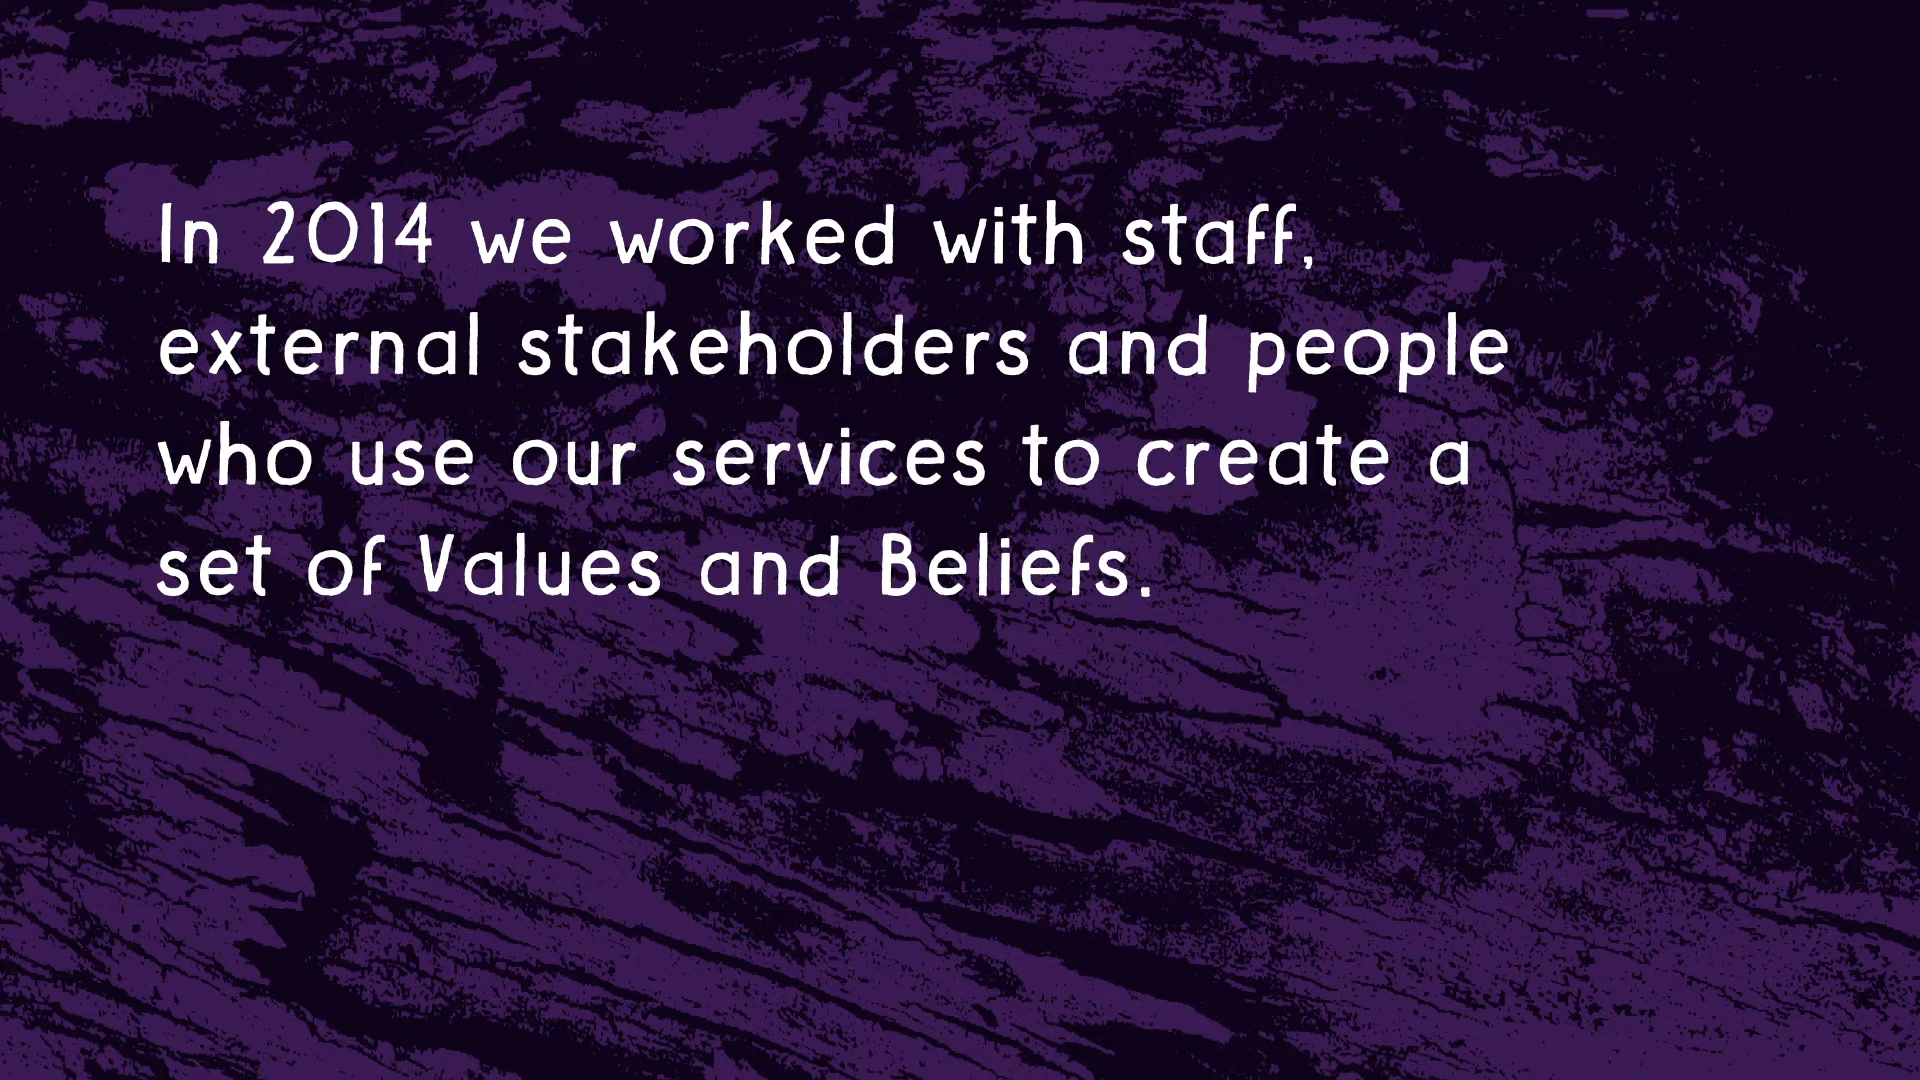 In 2014 we worked with staff,
external stakeholders and people
who use our services to create a
set of Values and Beliefs.